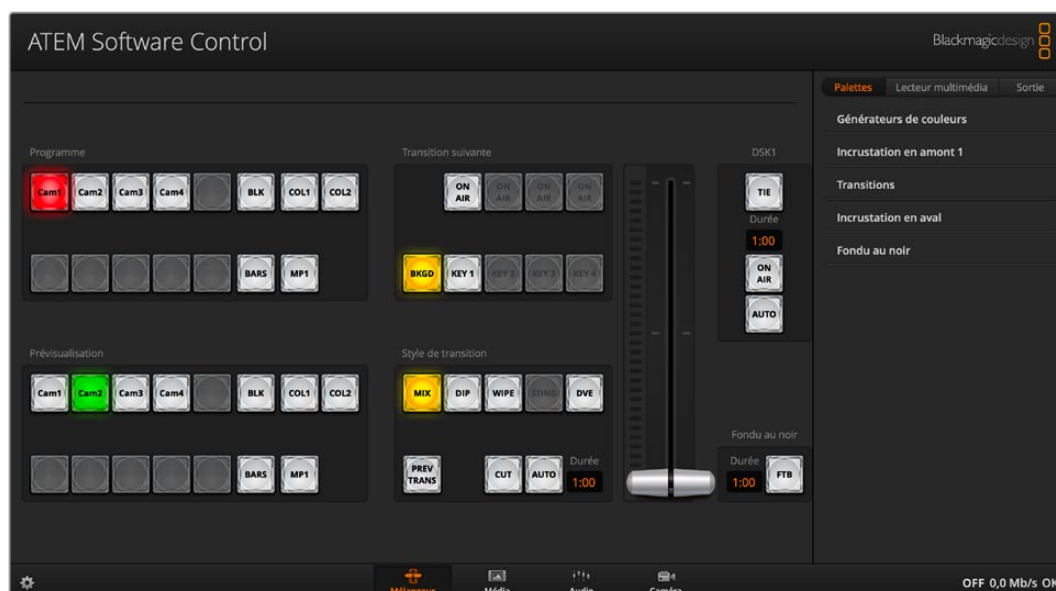 ATEM Software Control
Blackmagicdesign
Palettes Lecteur multimédia Sortie
Générateurs de couleurs
Incrustation en amont 1
Transitions
Incrustation en aval
Fondu au noir
Programme
Cam1 Cam2 Cam3 Cam4 BLK COL1 COL2
BARS MP1
Transition suivante
ON AIR ON AIR ON AIR ON AIR
BKGD KEY 1 KEY 2 KEY 3 KEY 4
DSK1
TIE
Durée
1:00
ON AIR
AUTO
Prévisualisation
Cam1 Cam2 Cam3 Cam4 BLK COL1 COL2
BARS MP1
Style de transition
MIX DIP WIPE STING DVE
PREV TRANS CUT AUTO Durée 1:00
Fondu au noir
Durée 1:00 FTB
Mélangeur Média Audio Caméra
OFF 0,0 Mb/s OK